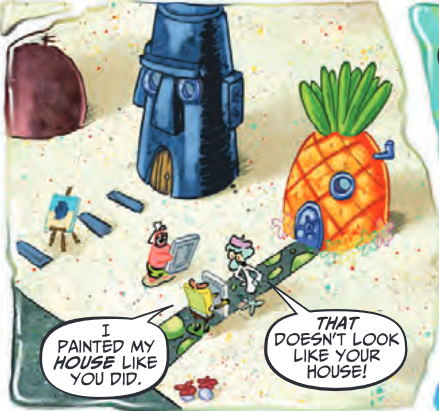 I
PAINTED MY
HOUSE LIKE
YOU DID.
THAT
DOESN'T LOOK
LIKE YOUR
HOUSE!